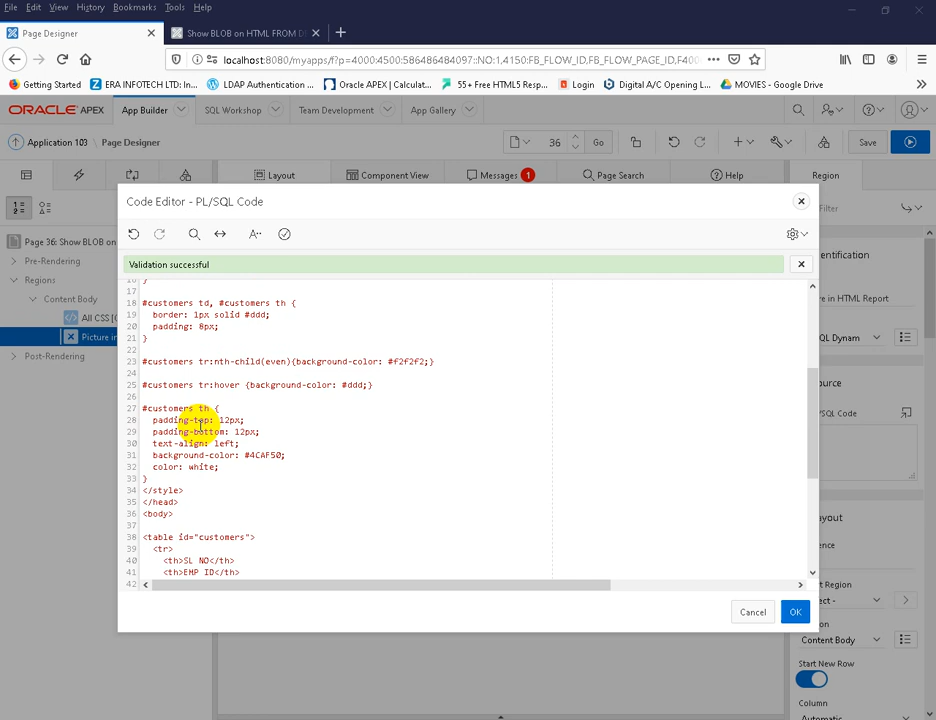 File Edit View History Bookmarks Tools Help
Page Designer
Show BLOB on HTML FROM D
localhost:8080/myapps/f?p=4000:4500:586486484097::NO:1,4150:FB_FLOW_ID,FB_FLOW_PAGE_ID,F400
Getting Started ERA INFOTECH LTD: In... LDAP Authentication ... Oracle APEX | Calculat... 55+ Free HTML5 Resp... Login Digital A/C Opening L... MOVIES - Google Drive
ORACLE APEX App Builder SQL Workshop Team Development App Gallery
Application 103 Page Designer 36 Go Save
Layout Component View Messages 1 Page Search Help Region
Code Editor - PL/SQL Code
Filter
Page 36: Show BLOB on
Validation successful
Pre-Rendering
Regions
Content Body
All CSS [
Picture in
Post-Rendering
16 }
17
18 #customers td, #customers th {
19 border: 1px solid #ddd;
20 padding: 8px;
21 }
22
23 #customers tr:nth-child(even){background-color: #f2f2f2;}
24
25 #customers tr:hover {background-color: #ddd;}
26
27 #customers th {
28 padding-top: 12px;
29 padding-bottom: 12px;
30 text-align: left;
31 background-color: #4CAF50;
32 color: white;
33 }
34 </style>
35 </head>
36 <body>
37
38 <table id="customers">
39 <tr>
40 <th>SL NO</th>
41 <th>EMP ID</th>
42
Cancel OK
dentification
re in HTML Report
QL Dynam
ource
/SQL Code
ayout
ence
t Region
ect -
on
Content Body
Start New Row
Column
Automatic